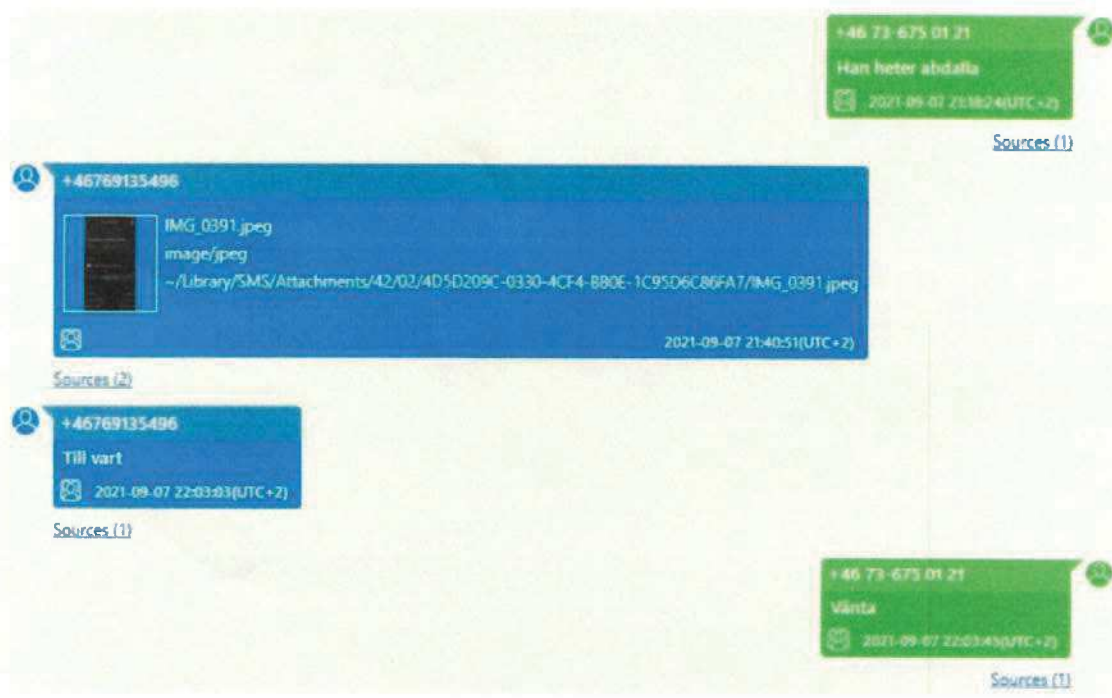 +46 73-675 01 21
Han heter abdalla
2021-09-07 21:38:24(UTC+2)
Sources (1)
+46769135496
IMG_0391.jpeg
image/jpeg
~/Library/SMS/Attachments/42/02/4D5D209C-0330-4CF4-BB0E-1C95D6C86FA7/IMG_0391.jpeg
2021-09-07 21:40:51(UTC+2)
Sources (2)
+46769135496
Till vart
2021-09-07 22:03:03(UTC+2)
Sources (1)
+46 73-675 01 21
Vänta
2021-09-07 22:03:45(UTC+2)
Sources (1)